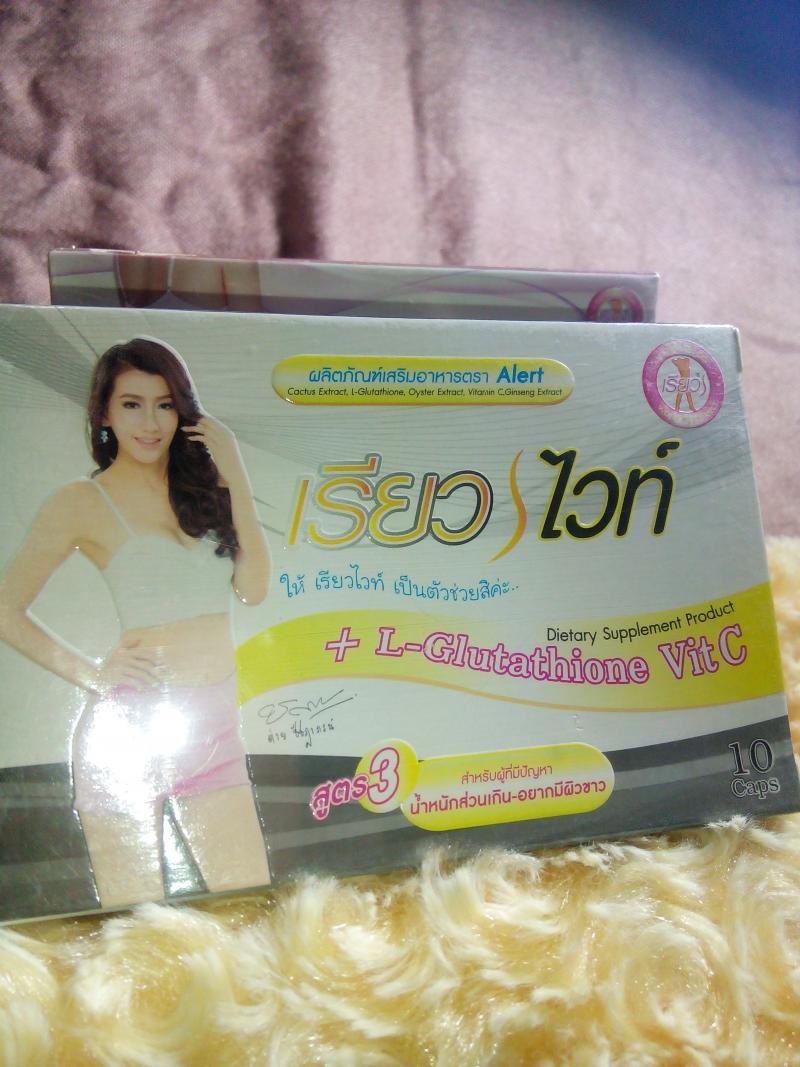 ผลิตภัณฑ์เสริมอาหารตรา Alert
Cactus Extract, L-Glutathione, Oyster Extract, Vitamin C,Ginseng Extract
เรียว
เรียว ไวท์
ให้ เรียวไวท์ เป็นตัวช่วยสิค่ะ..
Dietary Supplement Product
+ L-Glutathione Vit C
สูตร3
สำหรับผู้ที่มีปัญหา
น้ำหนักส่วนเกิน-อยากมีผิวขาว
10
Caps